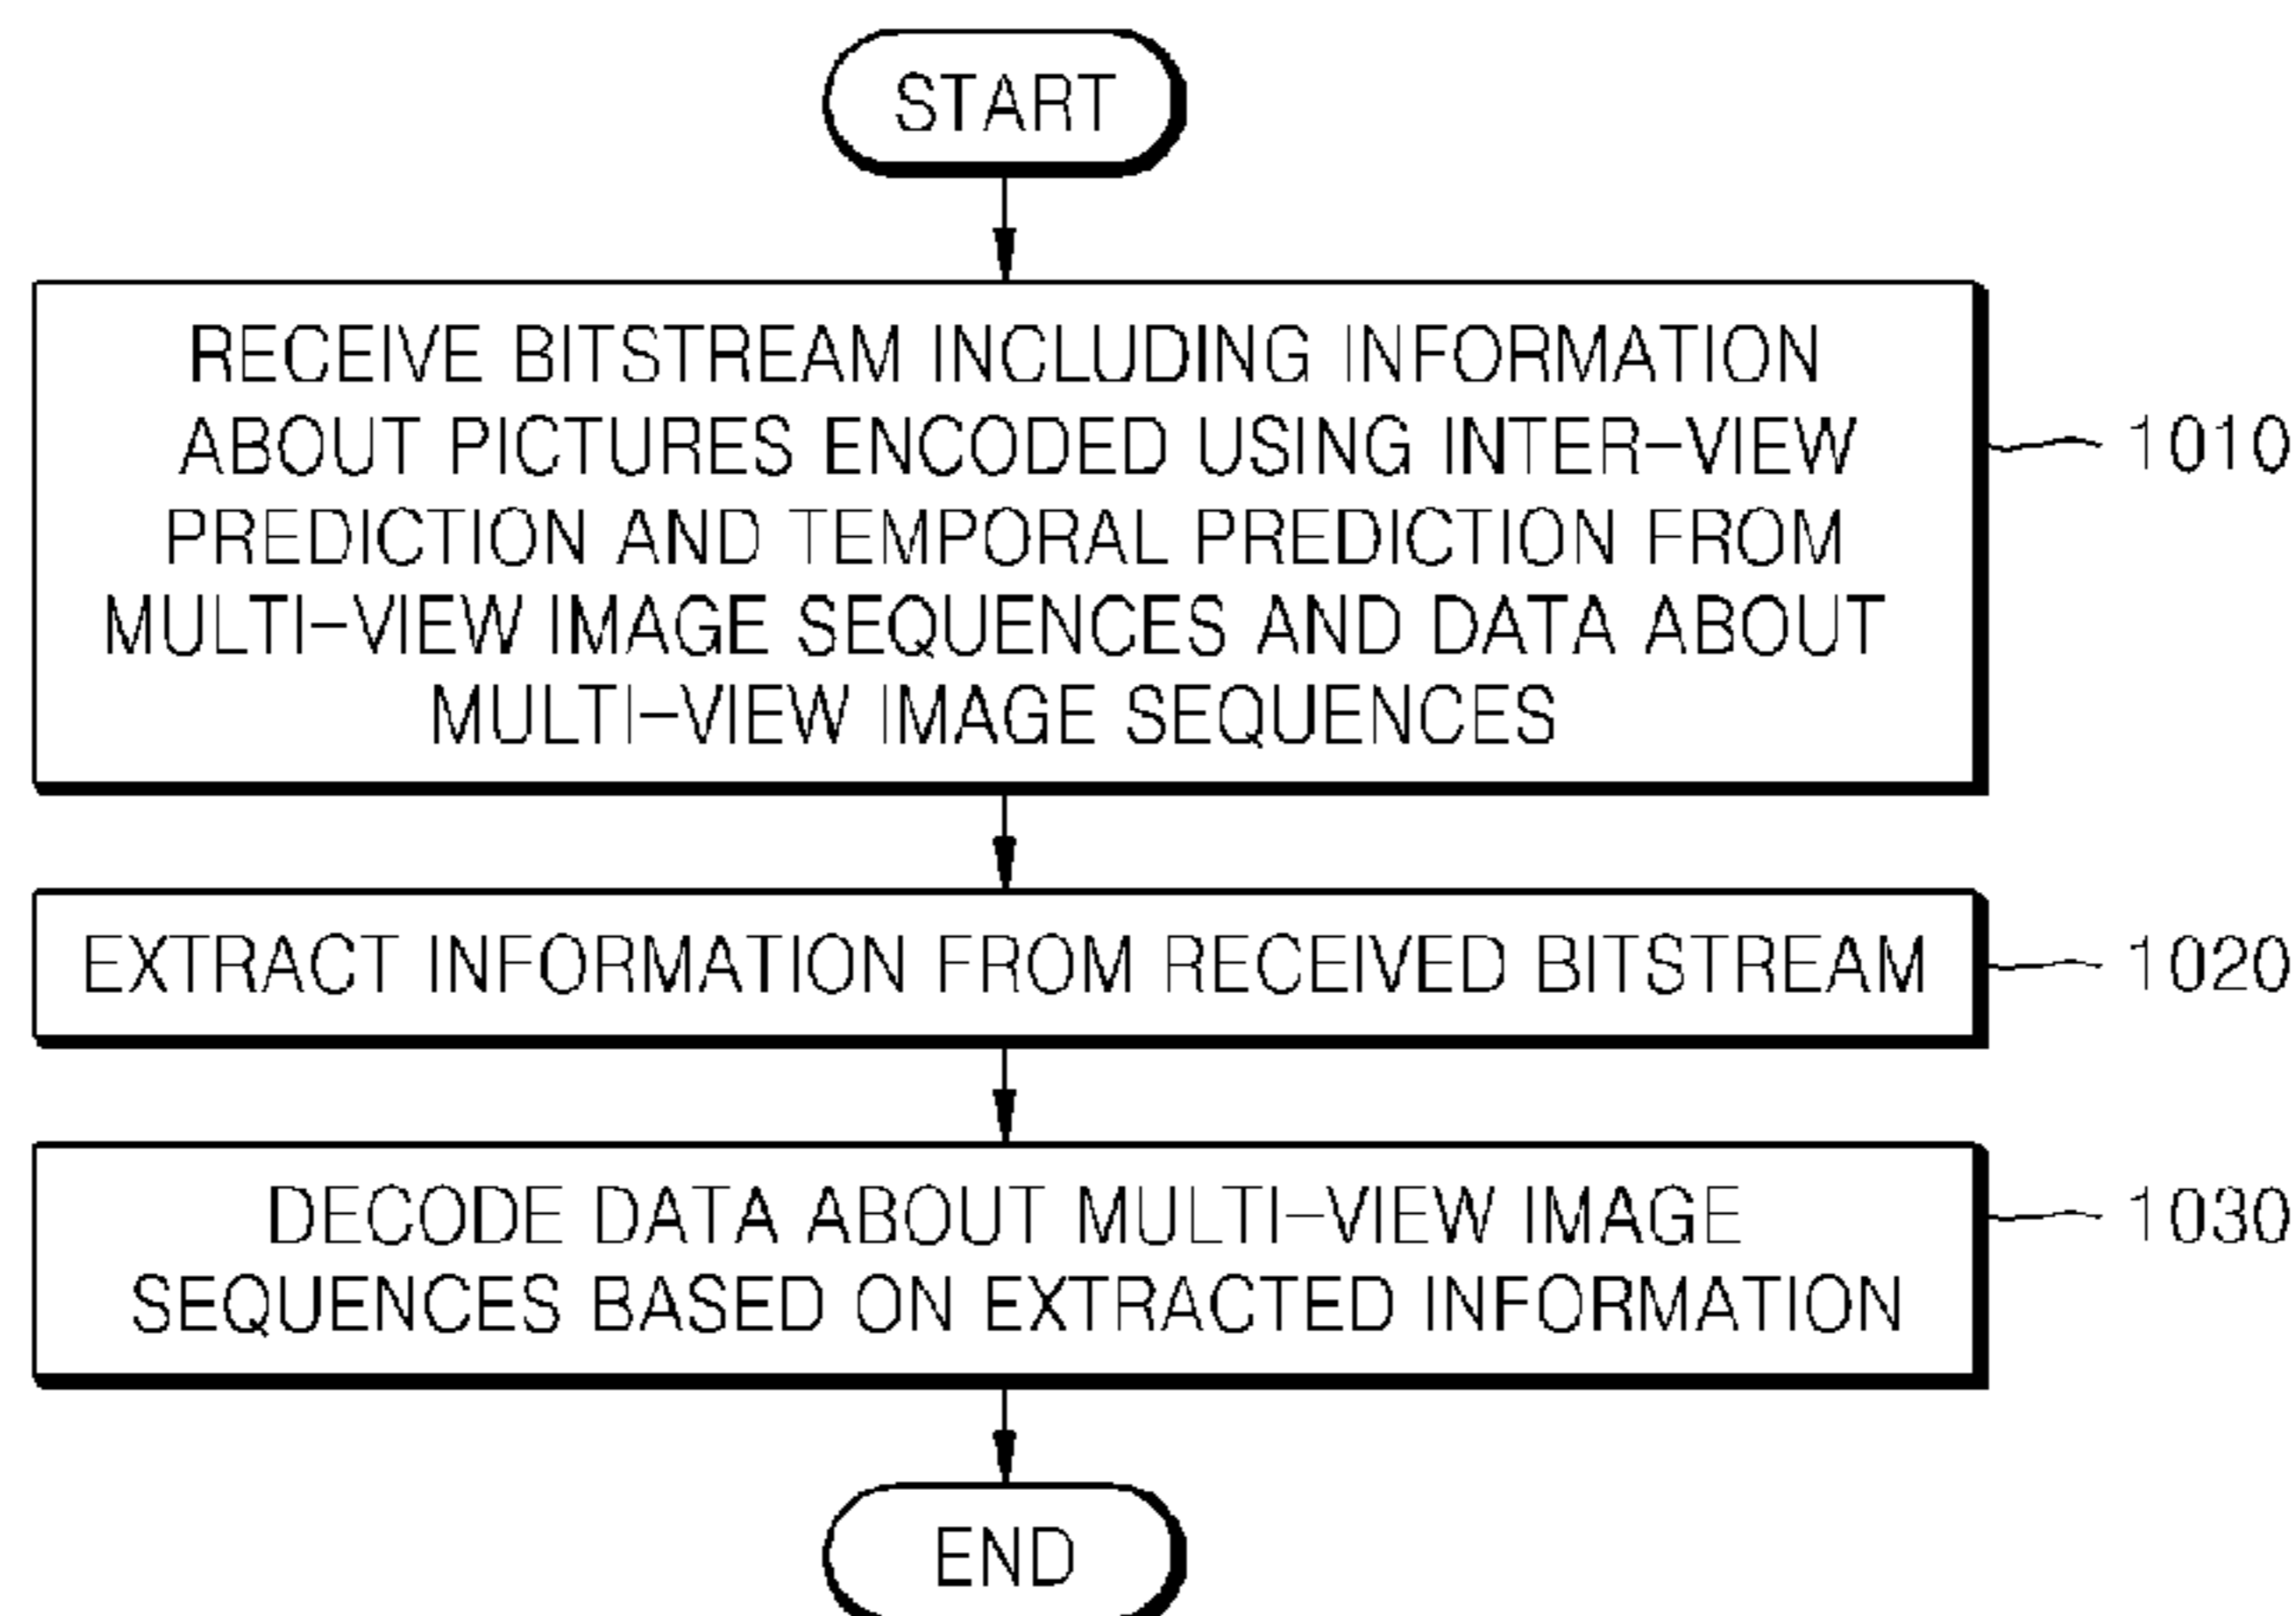 START
RECEIVE BITSTREAM INCLUDING INFORMATION
ABOUT PICTURES ENCODED USING INTER-VIEW
PREDICTION AND TEMPORAL PREDICTION FROM
MULTI-VIEW IMAGE SEQUENCES AND DATA ABOUT
MULTI-VIEW IMAGE SEQUENCES
1010
EXTRACT INFORMATION FROM RECEIVED BITSTREAM
1020
DECODE DATA ABOUT MULTI-VIEW IMAGE
SEQUENCES BASED ON EXTRACTED INFORMATION
1030
END